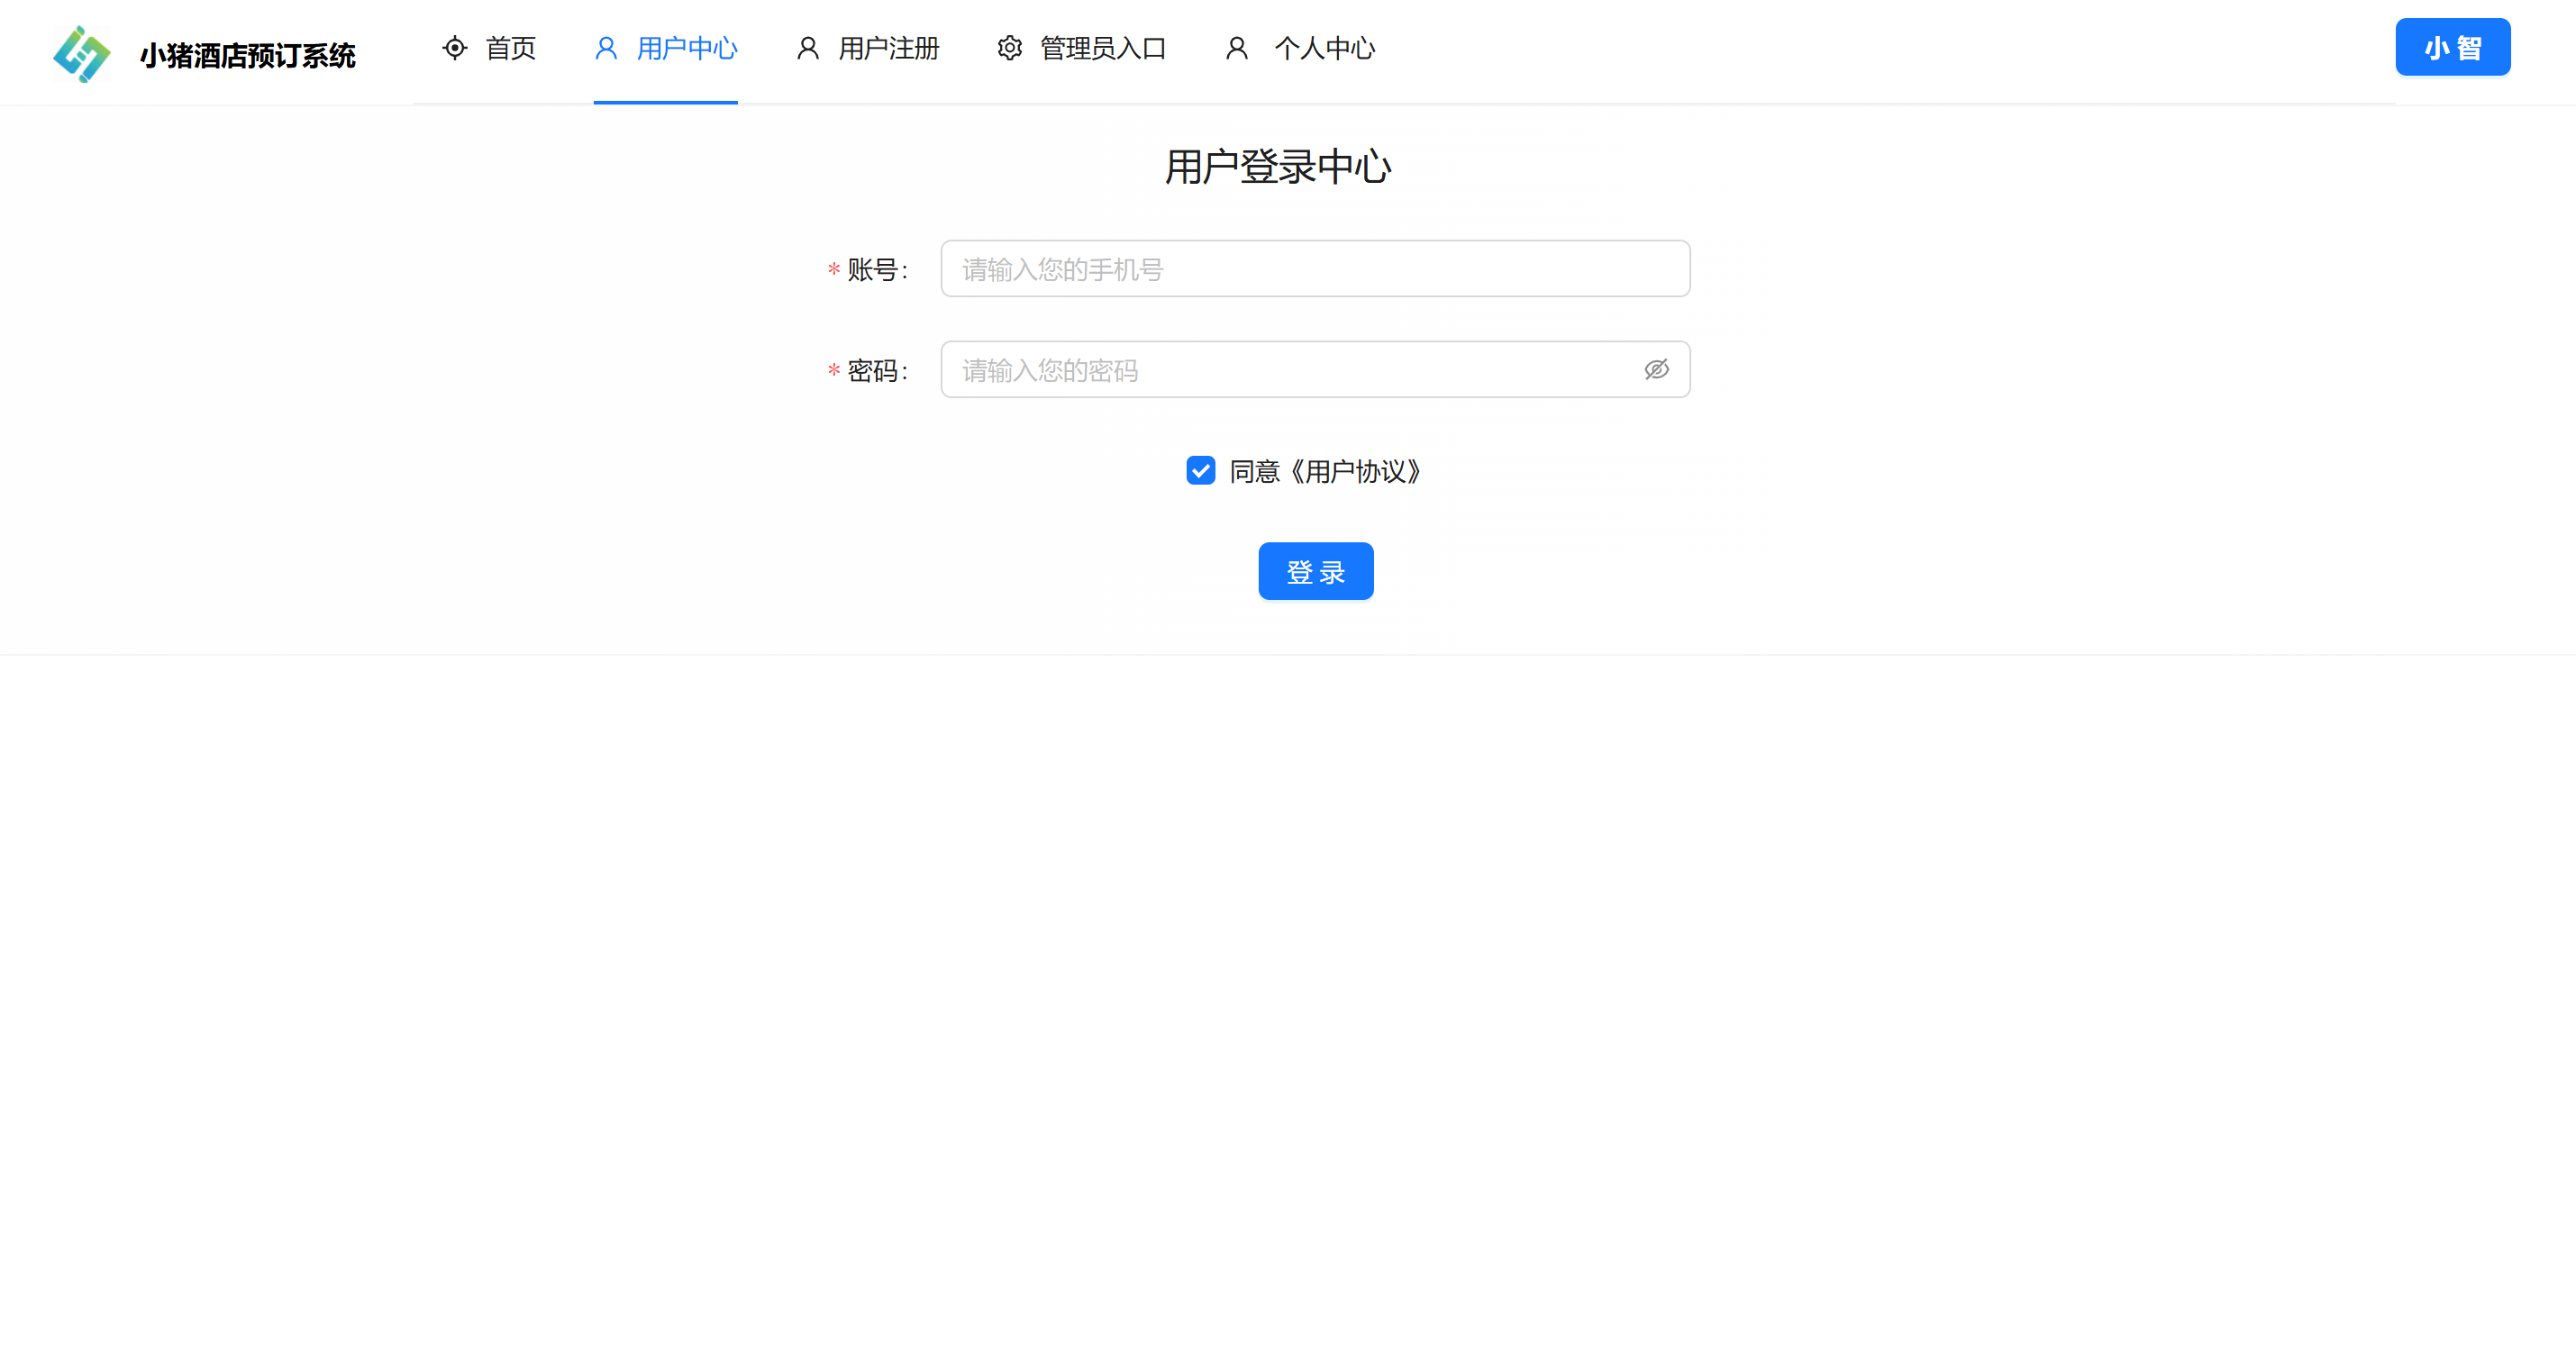 小猪酒店预订系统 首页 用户中心 用户注册 管理员入口 个人中心 小智
用户登录中心
* 账号: 请输入您的手机号
* 密码: 请输入您的密码
同意《用户协议》
登录